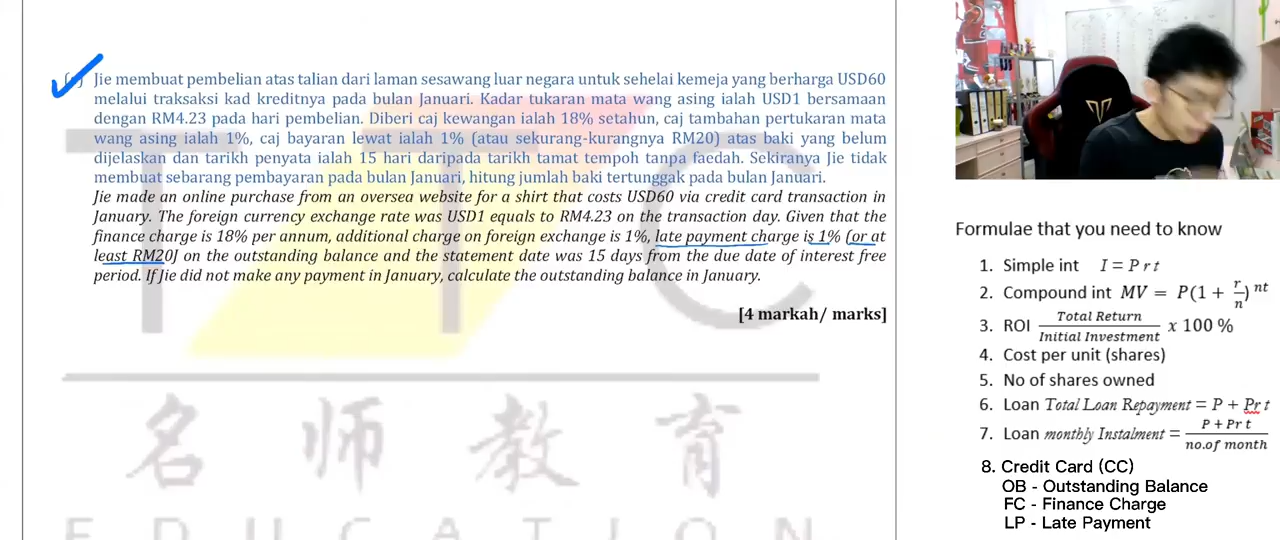 Jie membuat pembelian atas talian dari laman sesawang luar negara untuk sehelai kemeja yang berharga USD60
melalui traksaksi kad kreditnya pada bulan Januari. Kadar tukaran mata wang asing ialah USD1 bersamaan
dengan RM4.23 pada hari pembelian. Diberi caj kewangan ialah 18% setahun, caj tambahan pertukaran mata
wang asing ialah 1%, caj bayaran lewat ialah 1% (atau sekurang-kurangnya RM20) atas baki yang belum
dijelaskan dan tarikh penyata ialah 15 hari daripada tarikh tamat tempoh tanpa faedah. Sekiranya Jie tidak
membuat sebarang pembayaran pada bulan Januari, hitung jumlah baki tertunggak pada bulan Januari.
Jie made an online purchase from an oversea website for a shirt that costs USD60 via credit card transaction in
January. The foreign currency exchange rate was USD1 equals to RM4.23 on the transaction day. Given that the
finance charge is 18% per annum, additional charge on foreign exchange is 1%, late payment charge is 1% (or at
least RM20) on the outstanding balance and the statement date was 15 days from the due date of interest free
period. If Jie did not make any payment in January, calculate the outstanding balance in January.
[4 markah/ marks]
TTC
名师教育
EDUCATION
Formulae that you need to know
1. Simple int I = P r t
2. Compound int MV = P(1 + r/n) nt
3. ROI Total Return / Initial Investment x 100 %
4. Cost per unit (shares)
5. No of shares owned
6. Loan Total Loan Repayment = P + Pr t
7. Loan monthly Instalment = P + Pr t / no.of month
8. Credit Card (CC)
OB - Outstanding Balance
FC - Finance Charge
LP - Late Payment